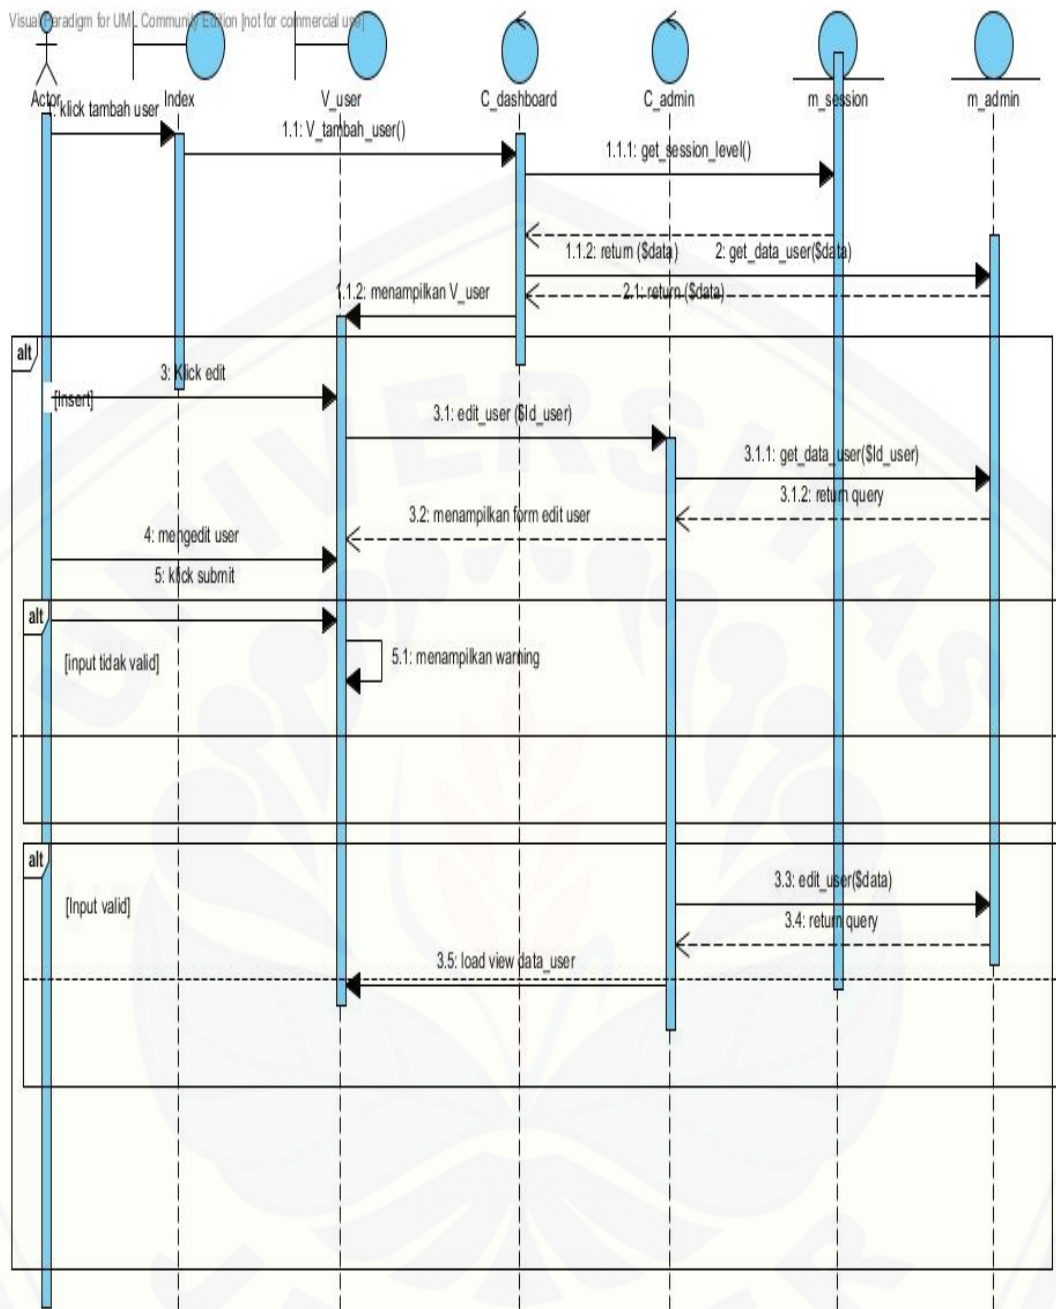 Visual Paradigm for UML Community Edition [not for commercial use]
Actor
Index
V_user
C_dashboard
C_admin
m_session
m_admin
: klick tambah user
1.1: V_tambah_user()
1.1.1: get_session_level()
1.1.2: return ($data)
2: get_data_user($data)
2.1: return ($data)
1.1.2: menampilkan V_user
alt
3: Klick edit
[Insert]
3.1: edit_user ($Id_user)
3.1.1: get_data_user($Id_user)
3.1.2: return query
3.2: menampilkan form edit user
4: mengedit user
5: klick submit
alt
[input tidak valid]
5.1: menampilkan warning
alt
[Input valid]
3.3: edit_user($data)
3.4: return query
3.5: load view data_user
UNIVERSITAS